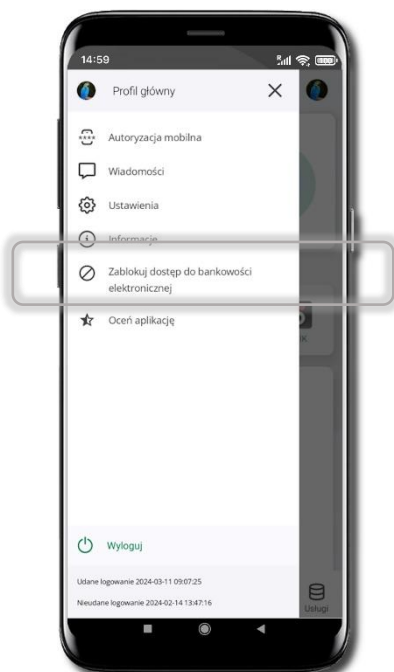 14:59
Profil główny
Autoryzacja mobilna
Wiadomości
Ustawienia
Informacje
Zablokuj dostęp do bankowości
elektronicznej
Oceń aplikację
Wyloguj
Udane logowanie 2024-03-11 09:07:25
Nieudane logowanie 2024-02-14 13:47:16
Usługi